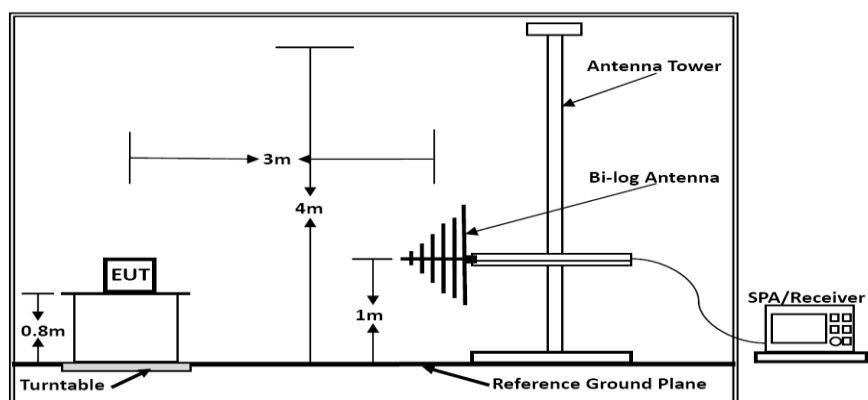 Antenna Tower
3m
Bi-log Antenna
4m
EUT
SPA/Receiver
0.8m
1m
Turntable
Reference Ground Plane